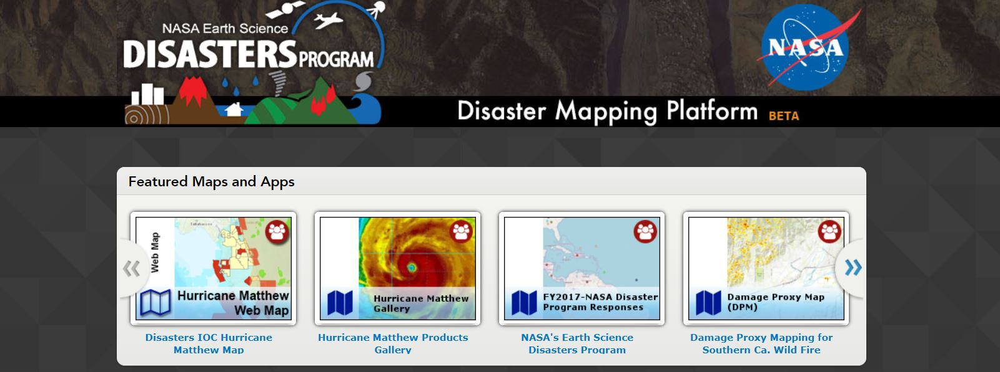 NASA Earth Science
DISASTERS PROGRAM
NASA
Disaster Mapping Platform BETA
Featured Maps and Apps
Tallahassee
Web Map
Hurricane Matthew
Web Map
Disasters IOC Hurricane
Matthew Map
Hurricane Matthew
Gallery
Hurricane Matthew Products
Gallery
FY2017-NASA Disaster
Program Responses
NASA's Earth Science
Disasters Program
Damage Proxy Map
(DPM)
Damage Proxy Mapping for
Southern Ca. Wild Fire